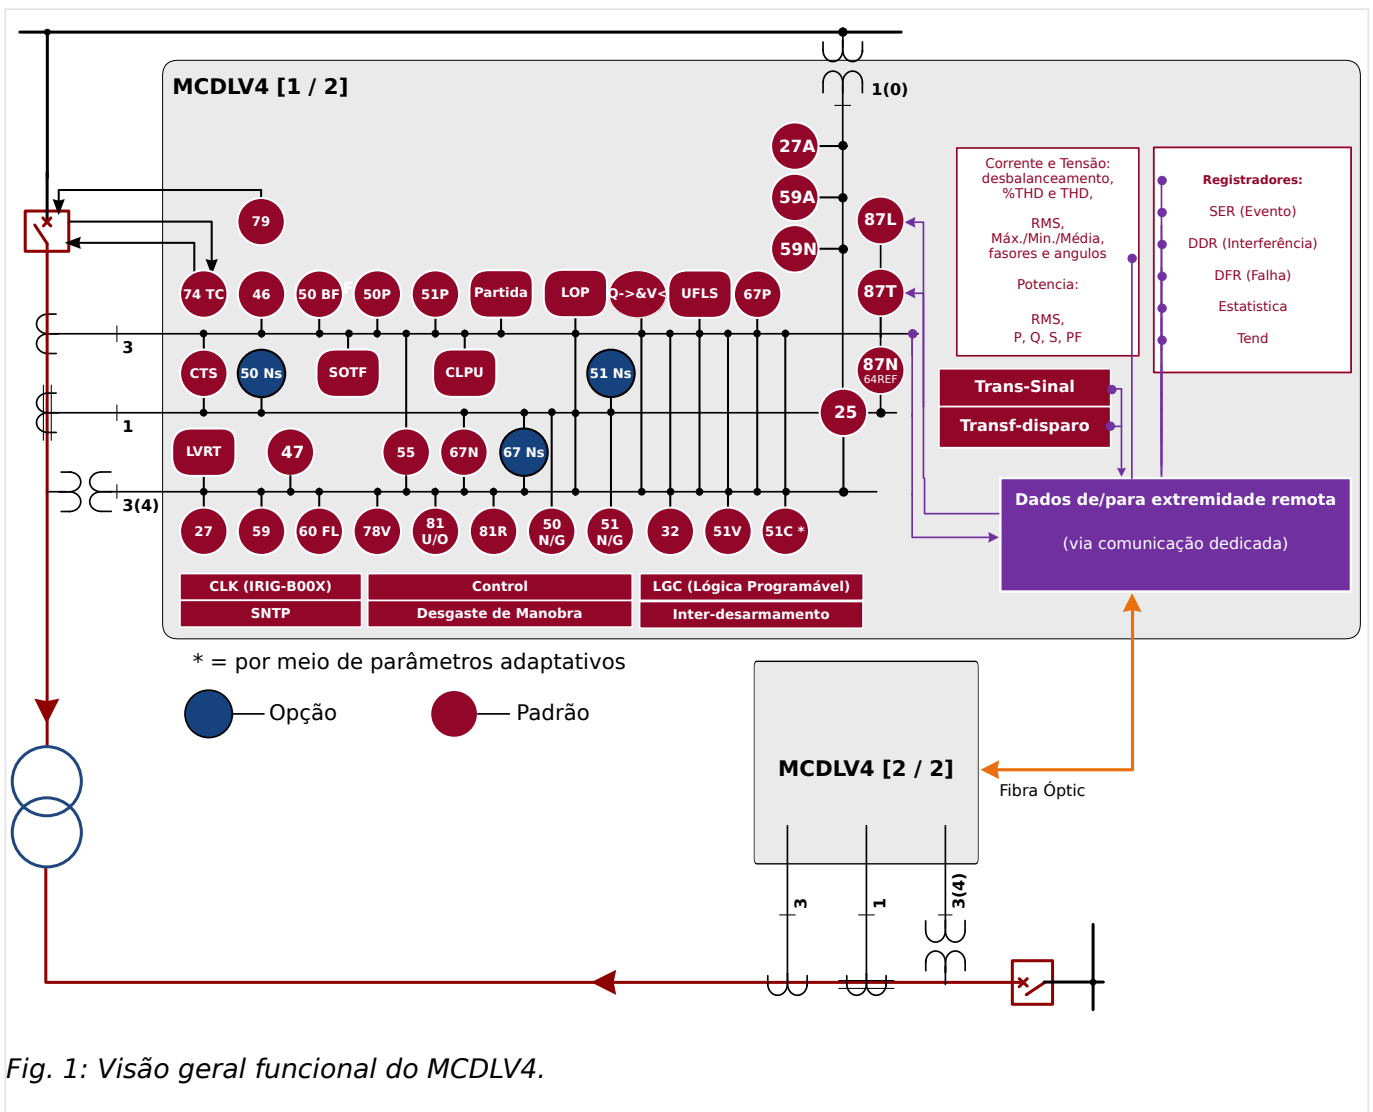 MCDLV4 [1 / 2]
1(0)
27A
59A
59N
87L
87T
87N
64REF
25
79
74 TC
46
50 BF
50P
51P
Partida
LOP
Q->&V<
UFLS
67P
3
CTS
50 Ns
SOTF
CLPU
51 Ns
1
LVRT
47
55
67N
67 Ns
3(4)
27
59
60 FL
78V
81
U/O
81R
50
N/G
51
N/G
32
51V
51C *
CLK (IRIG-B00X)
SNTP
Control
Desgaste de Manobra
LGC (Lógica Programável)
Inter-desarmamento
Corrente e Tensão:
desbalanceamento,
%THD e THD,
RMS,
Máx./Min./Média,
fasores e angulos
Potencia:
RMS,
P, Q, S, PF
Registradores:
SER (Evento)
DDR (Interferência)
DFR (Falha)
Estatistica
Tend
Trans-Sinal
Transf-disparo
Dados de/para extremidade remota
(via comunicação dedicada)
* = por meio de parâmetros adaptativos
Opção
Padrão
MCDLV4 [2 / 2]
Fibra Óptic
3
1
3(4)
Fig. 1: Visão geral funcional do MCDLV4.